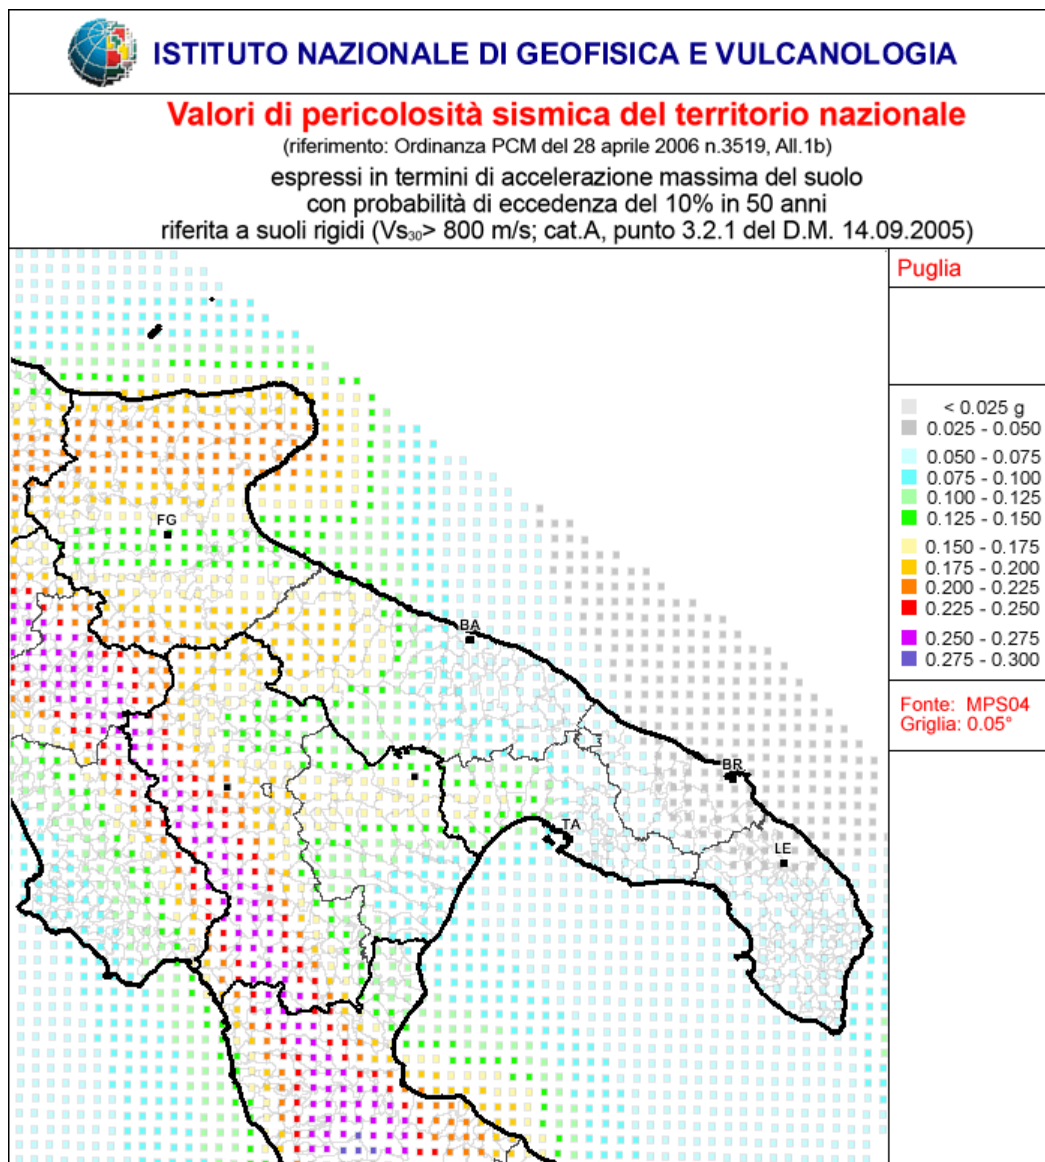 ISTITUTO NAZIONALE DI GEOFISICA E VULCANOLOGIA
Valori di pericolosità sismica del territorio nazionale
(riferimento: Ordinanza PCM del 28 aprile 2006 n.3519, All.1b)
espressi in termini di accelerazione massima del suolo
con probabilità di eccedenza del 10% in 50 anni
riferita a suoli rigidi (Vs₃₀> 800 m/s; cat.A, punto 3.2.1 del D.M. 14.09.2005)
Puglia
< 0.025 g
0.025 - 0.050
0.050 - 0.075
0.075 - 0.100
0.100 - 0.125
0.125 - 0.150
0.150 - 0.175
0.175 - 0.200
0.200 - 0.225
0.225 - 0.250
0.250 - 0.275
0.275 - 0.300
Fonte: MPS04
Griglia: 0.05°
FG
BA
BR
TA
LE